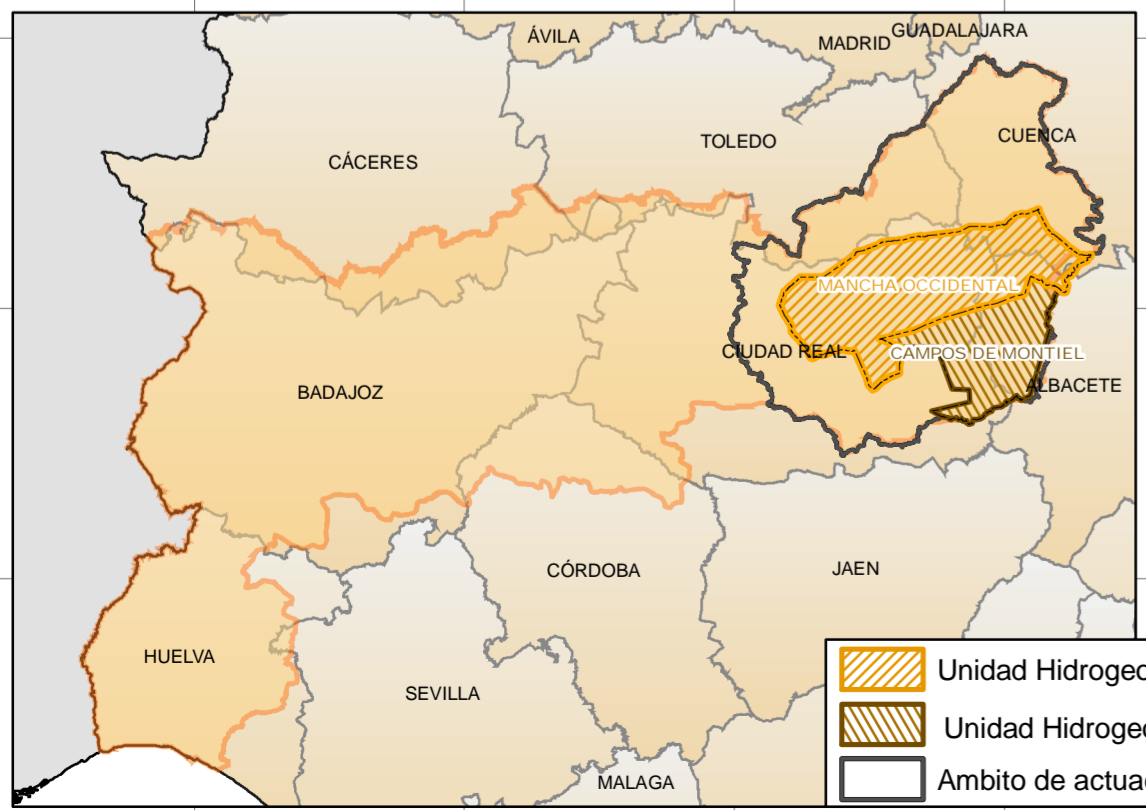 ÁVILA
MADRID
GUADALAJARA
CÁCERES
TOLEDO
CUENCA
MANCHA OCCIDENTAL
CIUDAD REAL
CAMPOS DE MONTIEL
BADAJOZ
ALBACETE
CÓRDOBA
JAEN
HUELVA
SEVILLA
MALAGA
Unidad Hidrogeo
Unidad Hidrogeo
Ambito de actua